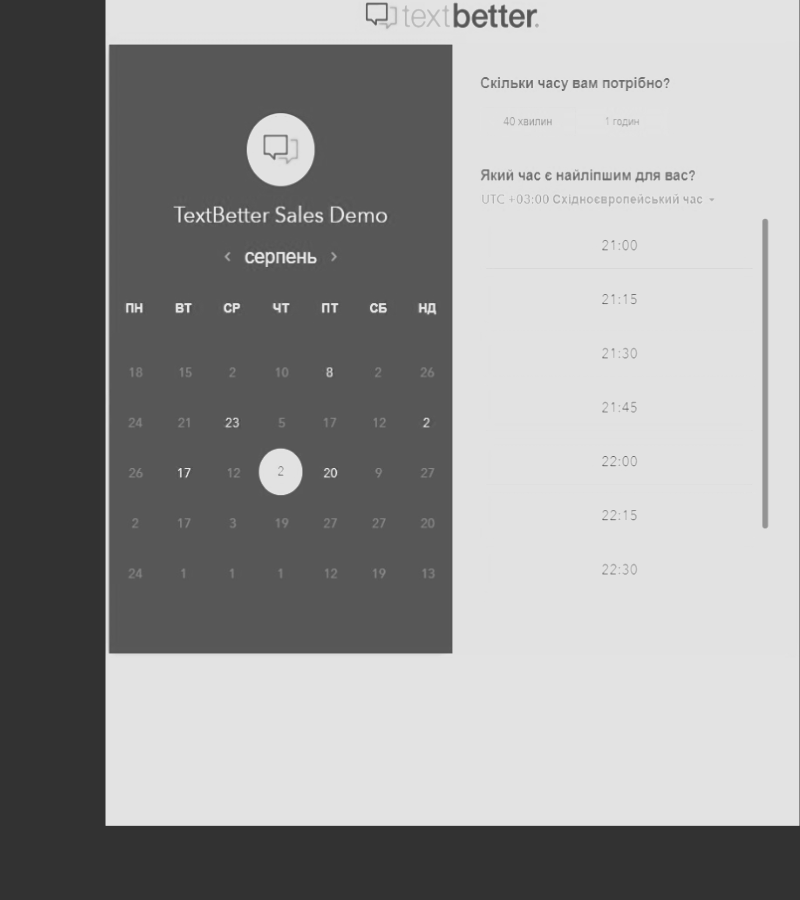 textbetter.
TextBetter Sales Demo
‹ серпень ›
ПН ВТ СР ЧТ ПТ СБ НД
18 15 2 10 8 2 26
24 21 23 5 17 12 2
26 17 12 2 20 9 27
2 17 3 19 27 27 20
24 1 1 1 12 19 13
Скільки часу вам потрібно?
40 хвилин 1 годин
Який час є найліпшим для вас?
UTC +03:00 Східноєвропейський час
21:00
21:15
21:30
21:45
22:00
22:15
22:30